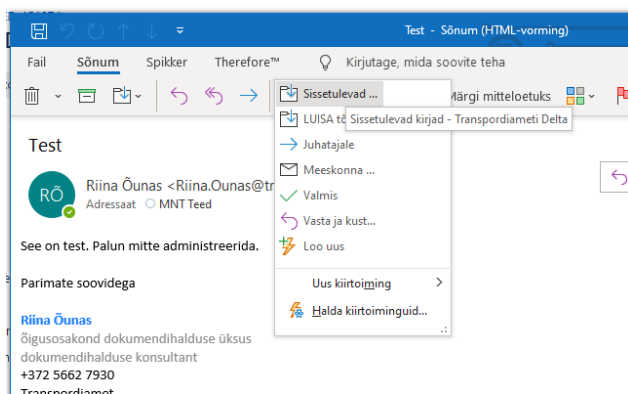 Test - Sõnum (HTML-vorming)
Fail Sõnum Spikker Therefore™ Kirjutage, mida soovite teha
Sissetulevad ...
Märgi mitteloetuks
LUISA
Sissetulevad kirjad - Transpordiameti Delta
Juhatajale
Meeskonna ...
Valmis
Vasta ja kust...
Loo uus
Uus kiirtoiming
Halda kiirtoiminguid...
Test
RÕ
Riina Õunas <Riina.Ounas@tr
Adressaat MNT Teed
See on test. Palun mitte administreerida.
Parimate soovidega
Riina Õunas
õigusosakond dokumendihalduse üksus
dokumendihalduse konsultant
+372 5662 7930
Transpordiamet